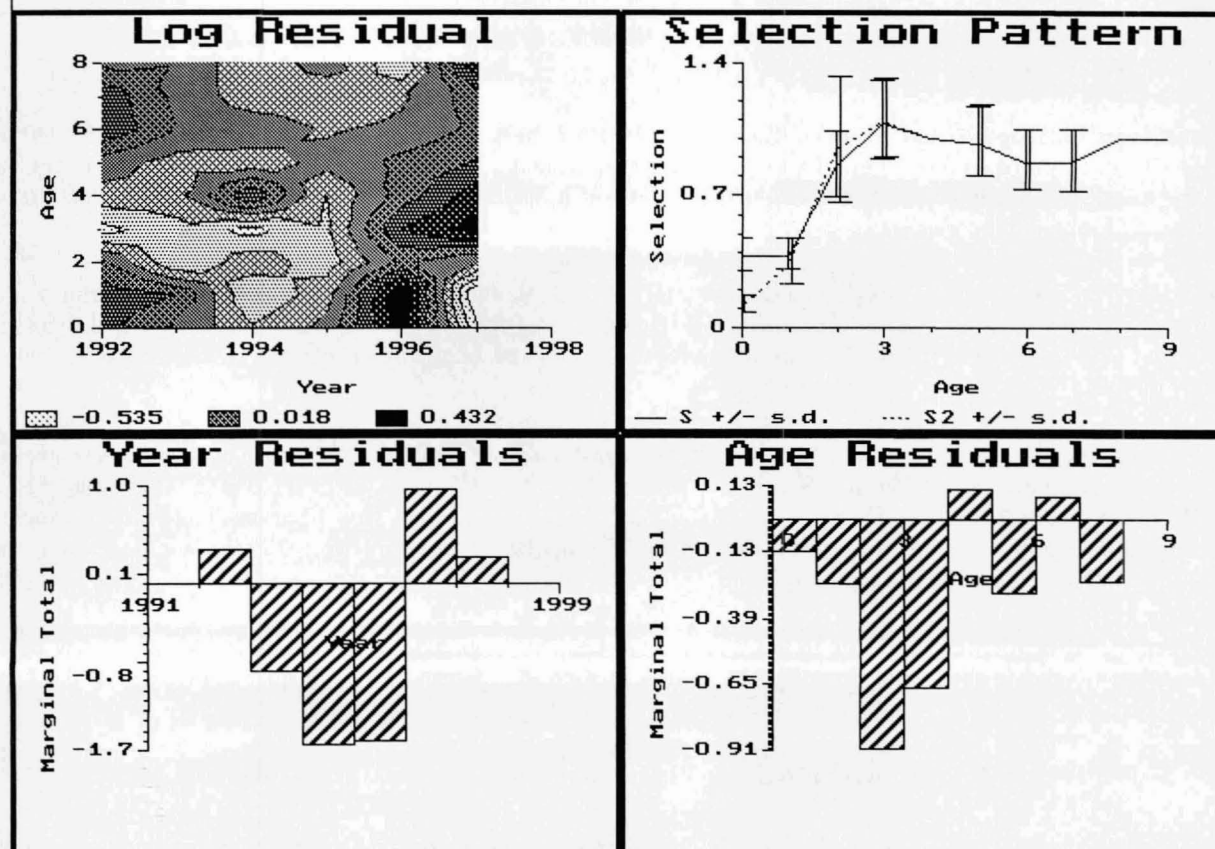 Log Residual
8
6
4
2
0
Age
1992 1994 1996 1998
Year
-0.535 0.018 0.432
Selection Pattern
1.4
0.7
0
Selection
0 3 6 9
Age
S +/- s.d. S2 +/- s.d.
Year Residuals
1.0
0.1
-0.8
-1.7
Marginal Total
1991 1999
Year
Age Residuals
0.13
-0.13
-0.39
-0.65
-0.91
Marginal Total
0 3 6 9
Age